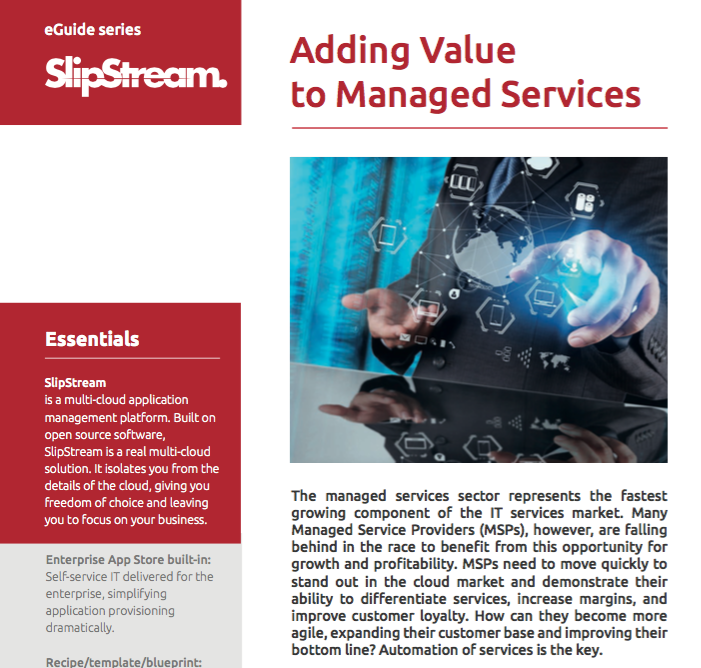 eGuide series
SlipStream.
Adding Value
to Managed Services
Essentials
SlipStream
is a multi-cloud application
management platform. Built on
open source software,
SlipStream is a real multi-cloud
solution. It isolates you from the
details of the cloud, giving you
freedom of choice and leaving
you to focus on your business.
Enterprise App Store built-in:
Self-service IT delivered for the
enterprise, simplifying
application provisioning
dramatically.
Recipe/template/blueprint:
The managed services sector represents the fastest
growing component of the IT services market. Many
Managed Service Providers (MSPs), however, are falling
behind in the race to benefit from this opportunity for
growth and profitability. MSPs need to move quickly to
stand out in the cloud market and demonstrate their
ability to differentiate services, increase margins, and
improve customer loyalty. How can they become more
agile, expanding their customer base and improving their
bottom line? Automation of services is the key.